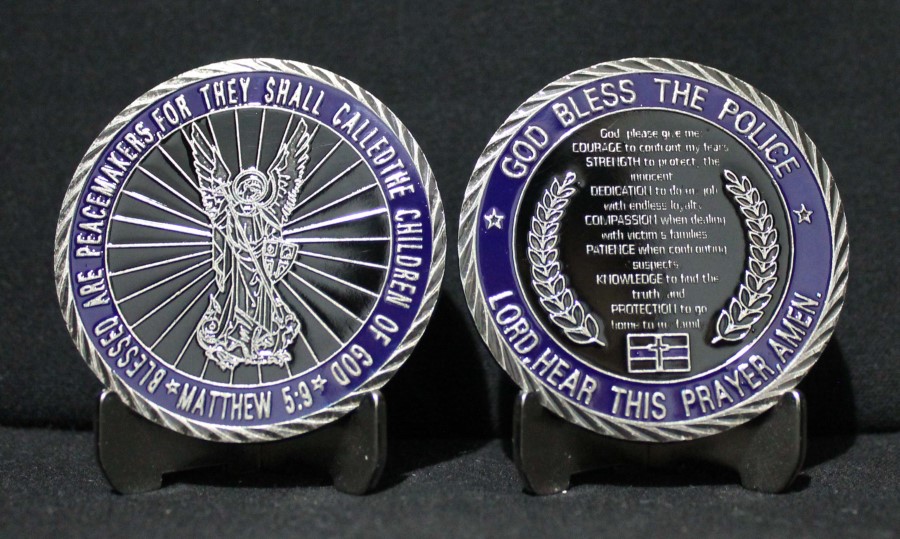 BLESSED ARE PEACEMAKERS, FOR THEY SHALL CALLEDTHE CHILDREN OF GOD
MATTHEW 5:9
GOD BLESS THE POLICE
God please give me
COURAGE to confront my fears
STRENGTH to protect the
innocent
DEDICATION to do my job
with endless loyalty
COMPASSION when dealing
with victim s families
PATIENCE when confronting
suspects
KNOWLEDGE to find the
truth and
PROTECTION to go
home to my family
LORD, HEAR THIS PRAYER, AMEN.